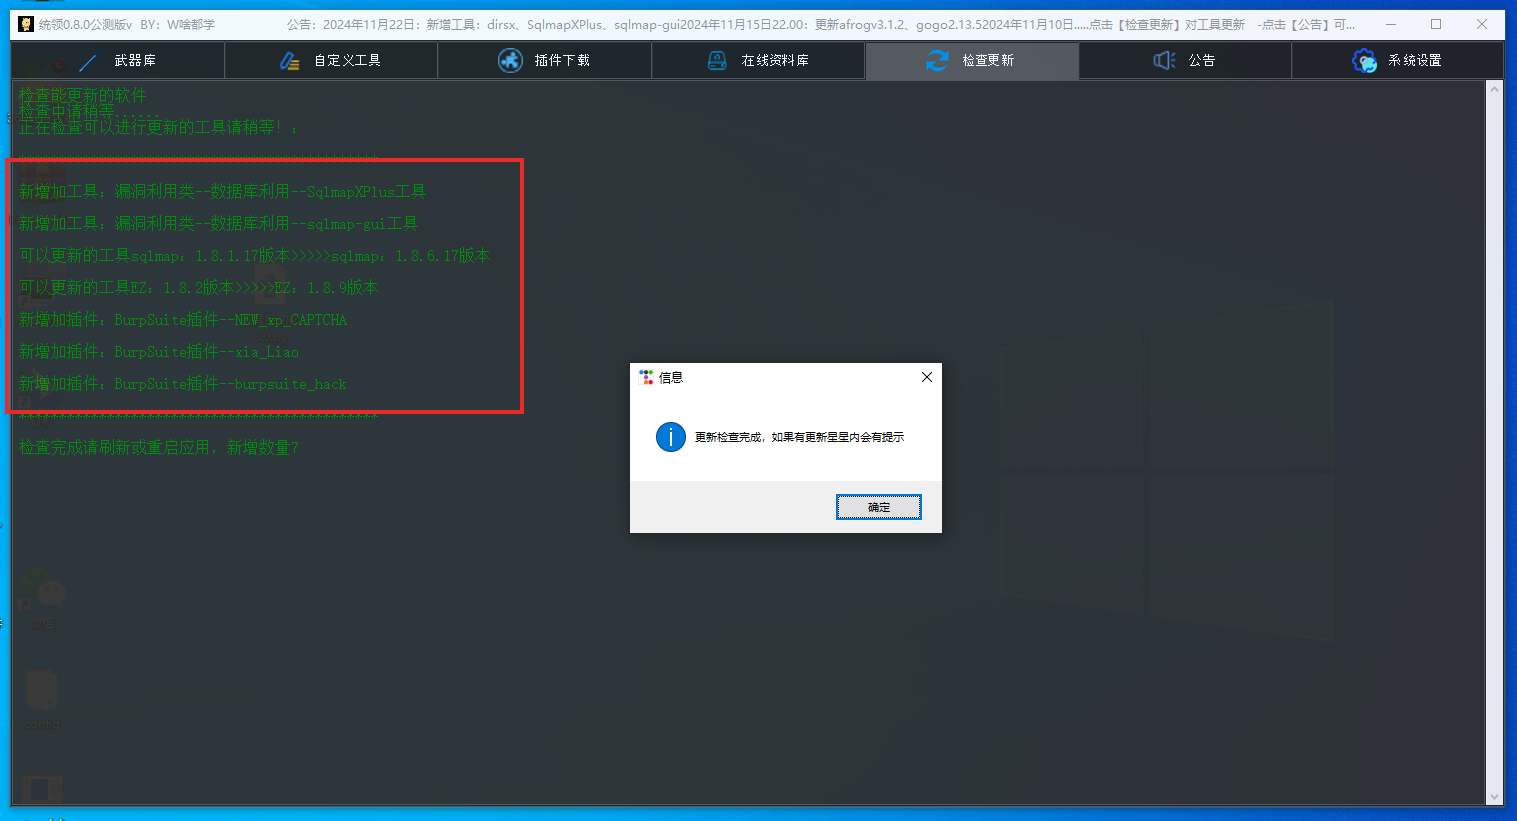 统领0.8.0公测版v BY：W啥都学 公告：2024年11月22日：新增工具：dirsx、SqlmapXPlus、sqlmap-gui2024年11月15日22.00：更新afrogv3.1.2、gogo2.13.52024年11月10日.....点击【检查更新】对工具更新 -点击【公告】可...
武器库 自定义工具 插件下载 在线资料库 检查更新 公告 系统设置
检查能更新的软件
检查中请稍等......
正在检查可以进行更新的工具请稍等！：
*********************************************
新增加工具：漏洞利用类--数据库利用--SqlmapXPlus工具
新增加工具：漏洞利用类--数据库利用--sqlmap-gui工具
可以更新的工具sqlmap：1.8.1.17版本>>>>>sqlmap：1.8.6.17版本
可以更新的工具EZ：1.8.2版本>>>>>EZ：1.8.9版本
新增加插件：BurpSuite插件--NEW_xp_CAPTCHA
新增加插件：BurpSuite插件--xia_Liao
新增加插件：BurpSuite插件--burpsuite_hack
*********************************************
检查完成请刷新或重启应用，新增数量7
信息
更新检查完成，如果有更新星星内会有提示
确定
微信
config